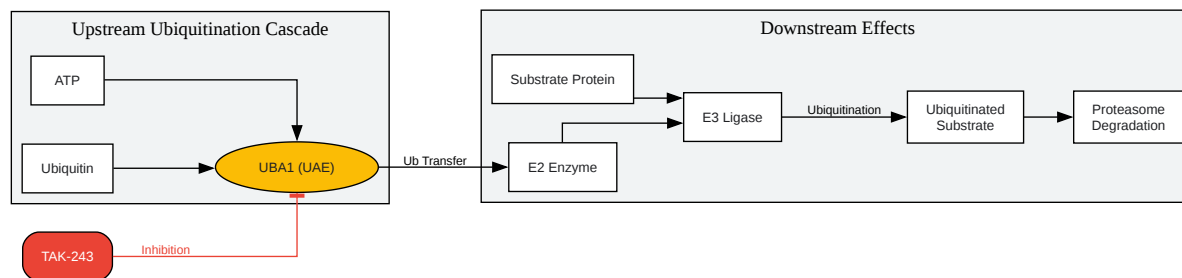 Upstream Ubiquitination Cascade
ATP
Ubiquitin
UBA1 (UAE)
TAK-243
Inhibition
Ub Transfer
Downstream Effects
Substrate Protein
E2 Enzyme
E3 Ligase
Ubiquitination
Ubiquitinated
Substrate
Proteasome
Degradation